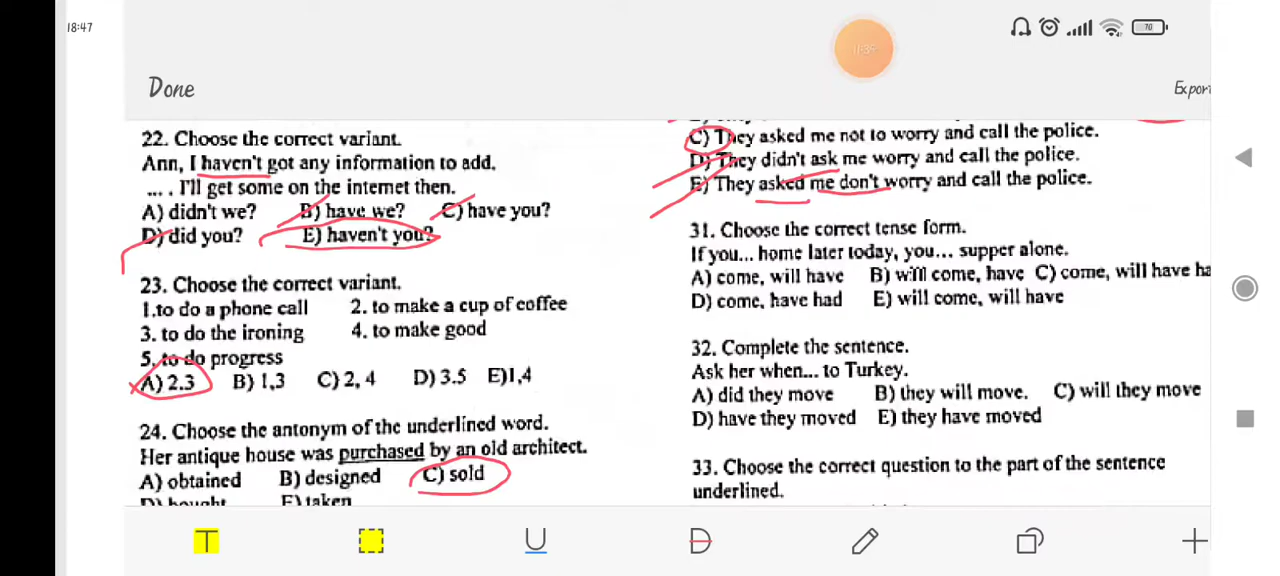 18:47
70
11:39
Done
Export
22. Choose the correct variant.
Ann, I haven't got any information to add.
... . I'll get some on the internet then.
A) didn't we? B) have we? C) have you?
D) did you? E) haven't you?
23. Choose the correct variant.
1.to do a phone call 2. to make a cup of coffee
3. to do the ironing 4. to make good
5. to do progress
A) 2.3 B) 1,3 C) 2, 4 D) 3.5 E)1,4
24. Choose the antonym of the underlined word.
Her antique house was purchased by an old architect.
A) obtained B) designed C) sold
D) bought E) taken
C) They asked me not to worry and call the police.
D) They didn't ask me worry and call the police.
E) They asked me don't worry and call the police.
31. Choose the correct tense form.
If you... home later today, you... supper alone.
A) come, will have B) will come, have C) come, will have ha
D) come, have had E) will come, will have
32. Complete the sentence.
Ask her when... to Turkey.
A) did they move B) they will move. C) will they move
D) have they moved E) they have moved
33. Choose the correct question to the part of the sentence
underlined.
T
U
D